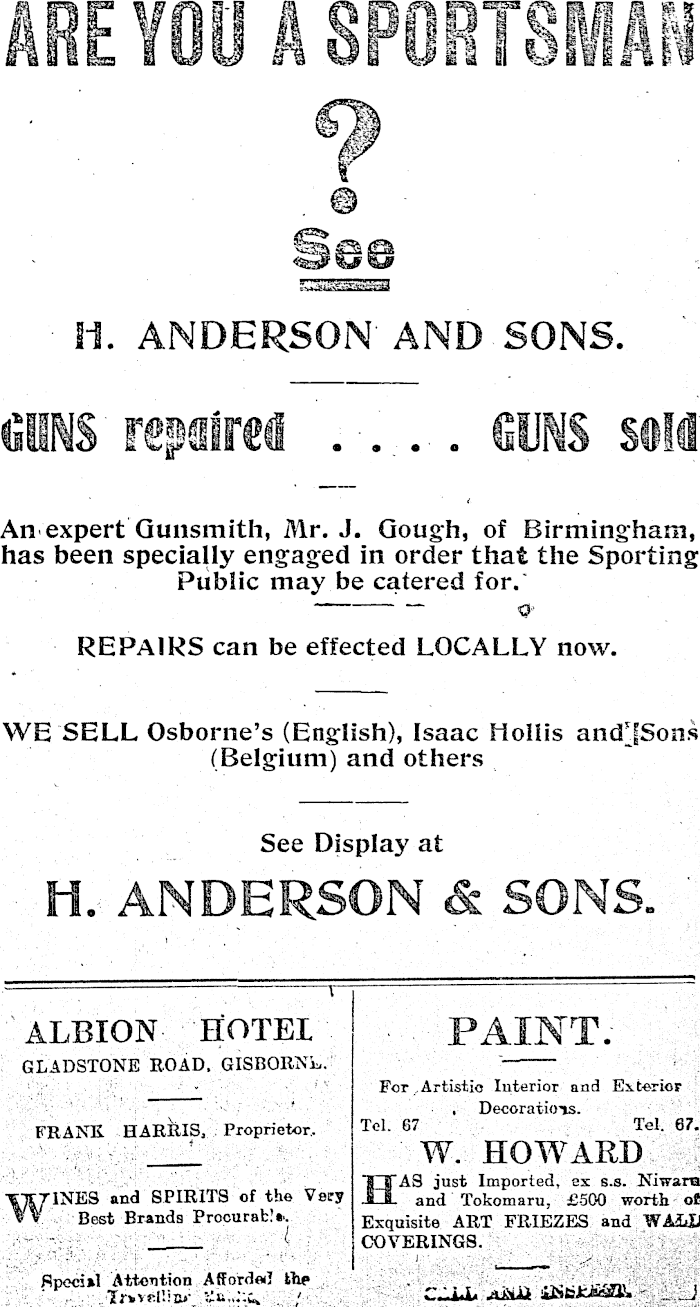 ARE YOU A SPORTSMAN
?
See
H. ANDERSON AND SONS.
GUNS repaired . . . . GUNS sold
An expert Gunsmith, Mr. J. Gough, of Birmingham,
has been specially engaged in order that the Sporting
Public may be catered for.
REPAIRS can be effected LOCALLY now.
WE SELL Osborne's (English), Isaac Hollis and Sons
(Belgium) and others
See Display at
H. ANDERSON & SONS.
ALBION HOTEL
GLADSTONE ROAD, GISBORNE.
FRANK HARRIS, Proprietor.
WINES and SPIRITS of the Very
Best Brands Procurable.
Special Attention Afforded the
Travelling
PAINT.
For Artistic Interior and Exterior
Decorations.
Tel. 67 Tel. 67.
W. HOWARD
HAS just Imported, ex s.s. Niwaru
and Tokomaru, £500 worth of
Exquisite ART FRIEZES and WALL
COVERINGS.
CALL AND INSPECT.